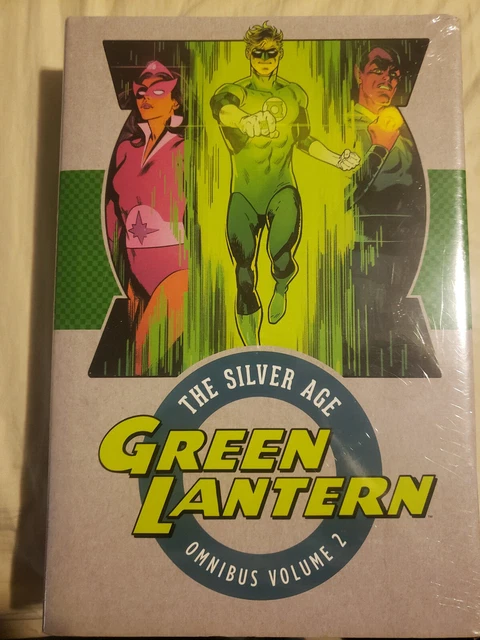 THE SILVER AGE
GREEN
LANTERN
OMNIBUS VOLUME 2